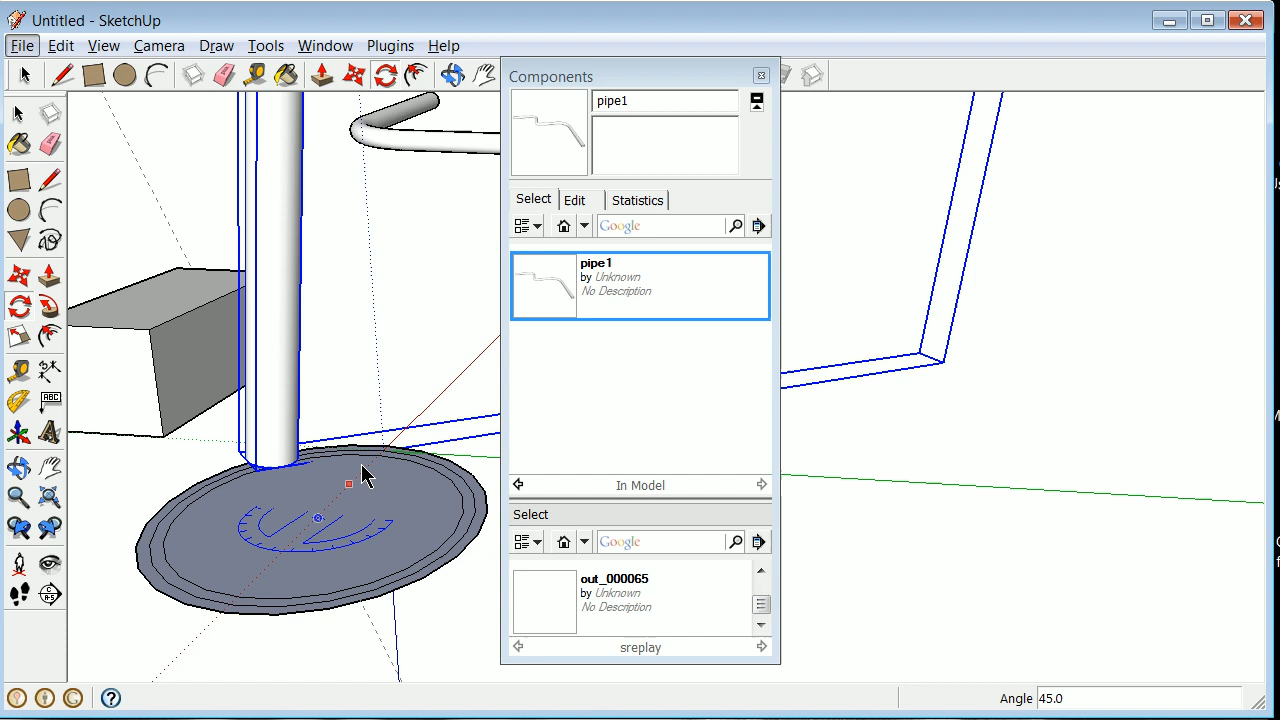 Untitled - SketchUp
File Edit View Camera Draw Tools Window Plugins Help
Components
pipe1
Select Edit Statistics
Google
pipe1
by Unknown
No Description
In Model
Select
Google
out_000065
by Unknown
No Description
sreplay
ABC
Angle 45.0